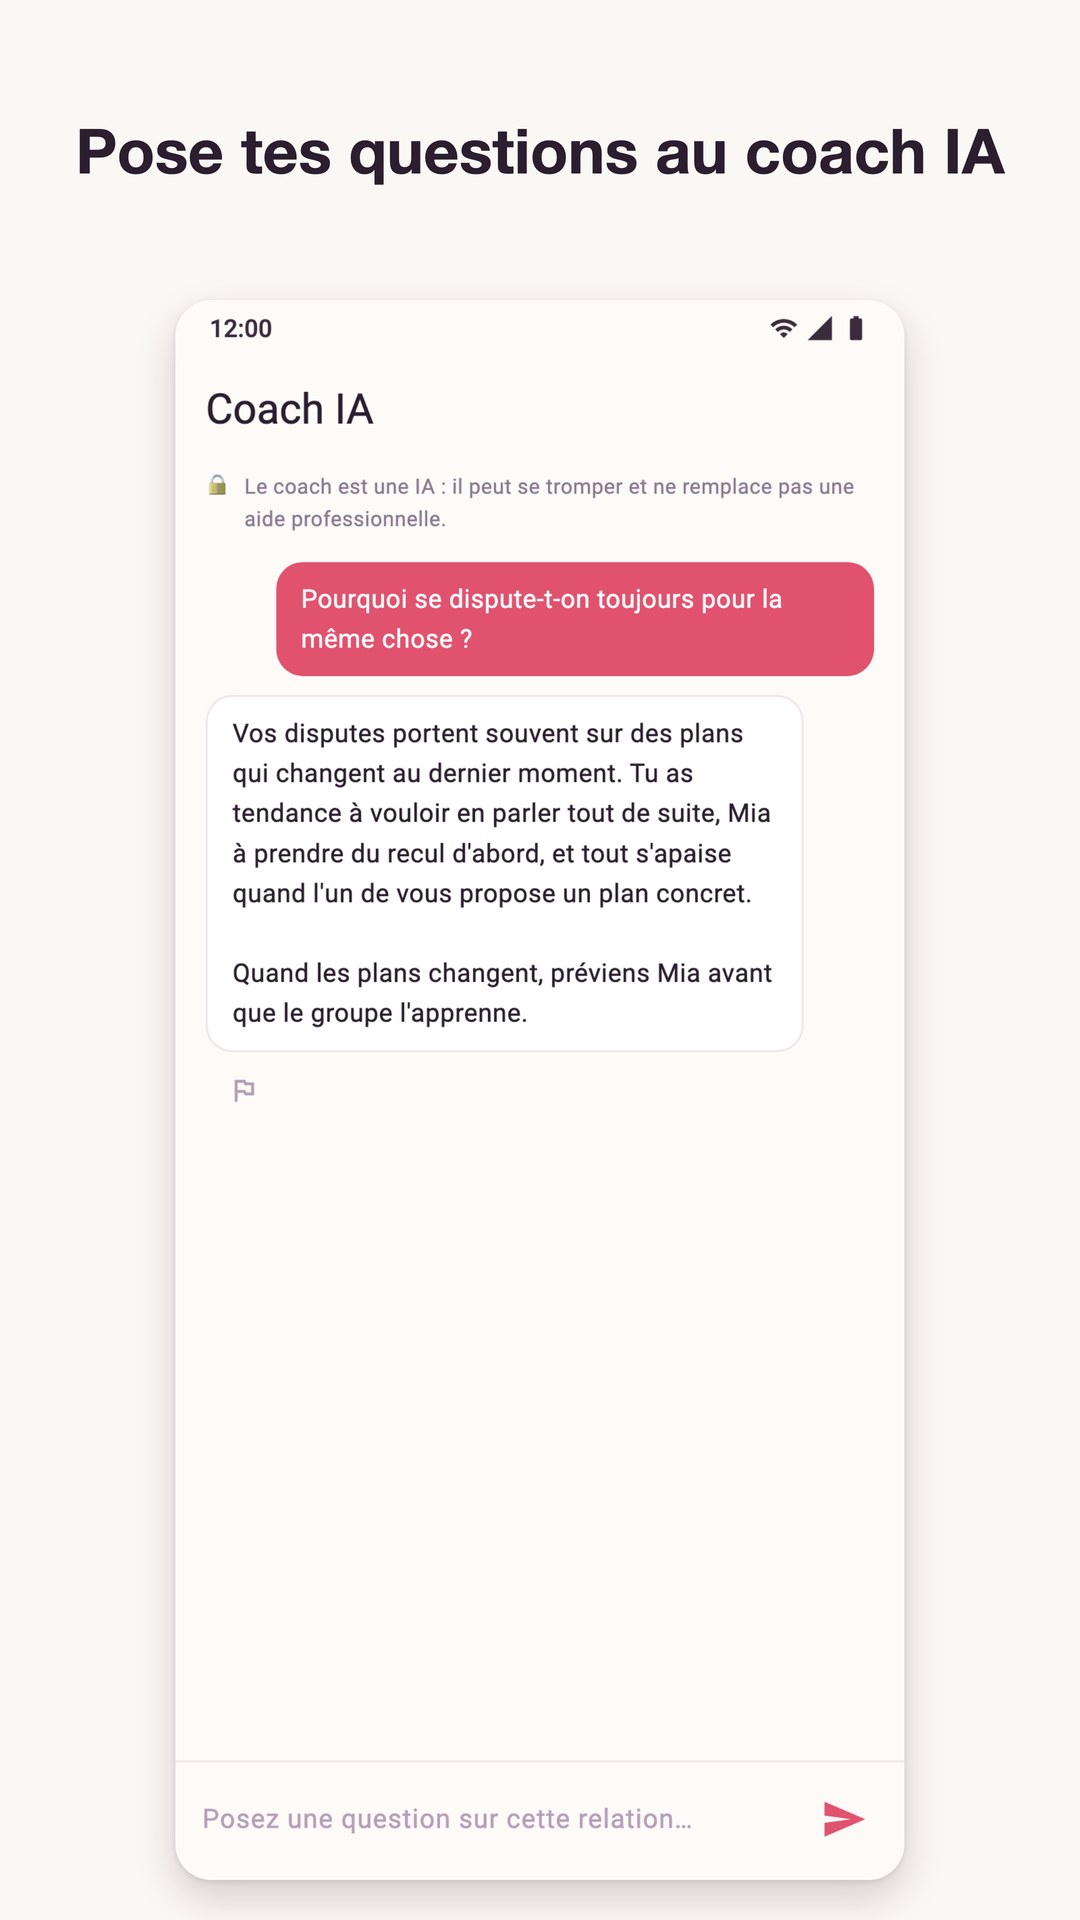 Pose tes questions au coach IA
12:00
Coach IA
Le coach est une IA : il peut se tromper et ne remplace pas une
aide professionnelle.
Pourquoi se dispute-t-on toujours pour la
même chose ?
Vos disputes portent souvent sur des plans
qui changent au dernier moment. Tu as
tendance à vouloir en parler tout de suite, Mia
à prendre du recul d'abord, et tout s'apaise
quand l'un de vous propose un plan concret.
Quand les plans changent, préviens Mia avant
que le groupe l'apprenne.
Posez une question sur cette relation…